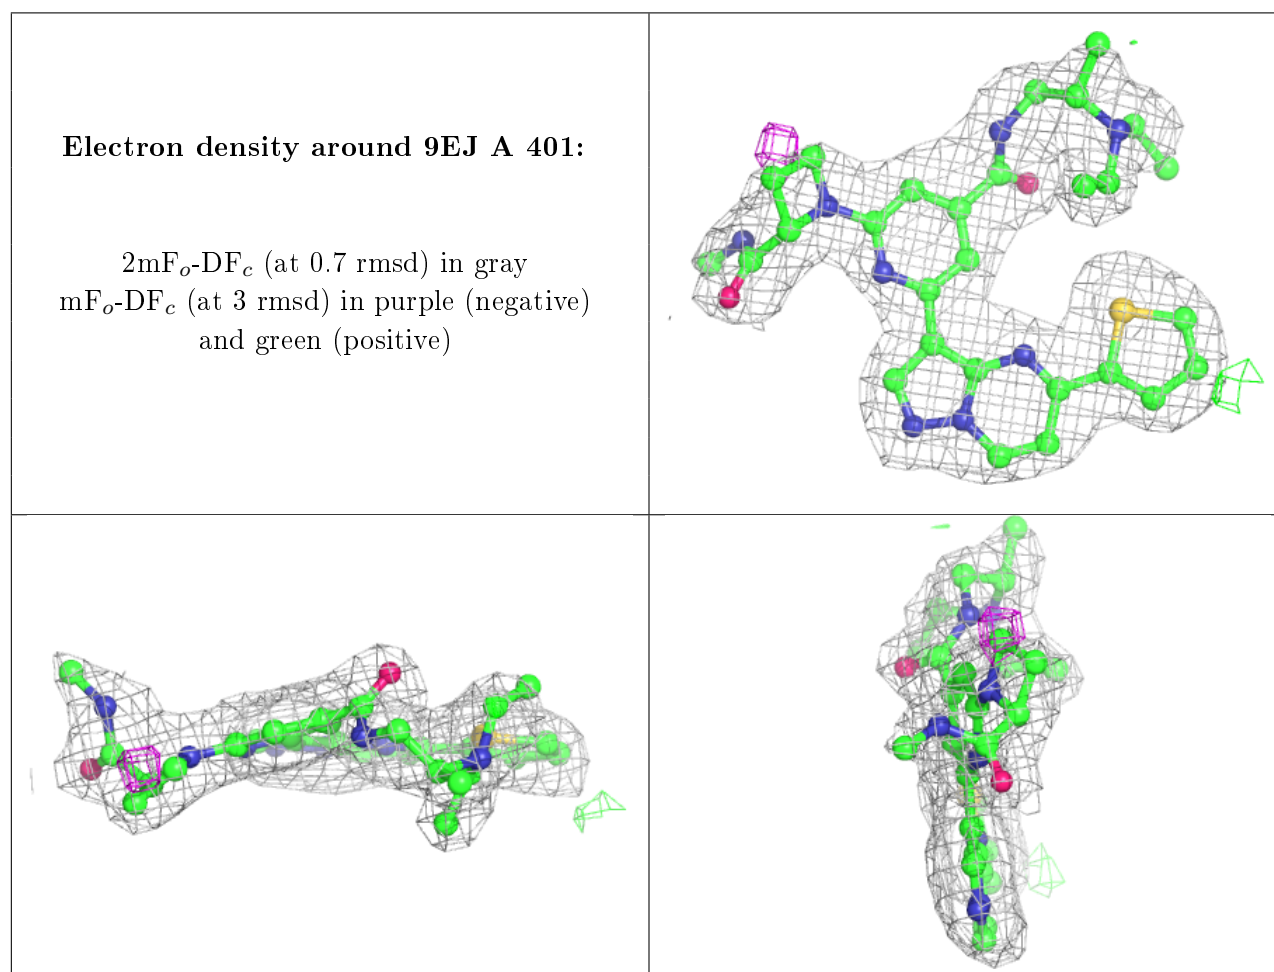 Electron density around 9EJ A 401:
2mFo-DFc (at 0.7 rmsd) in gray
mFo-DFc (at 3 rmsd) in purple (negative)
and green (positive)